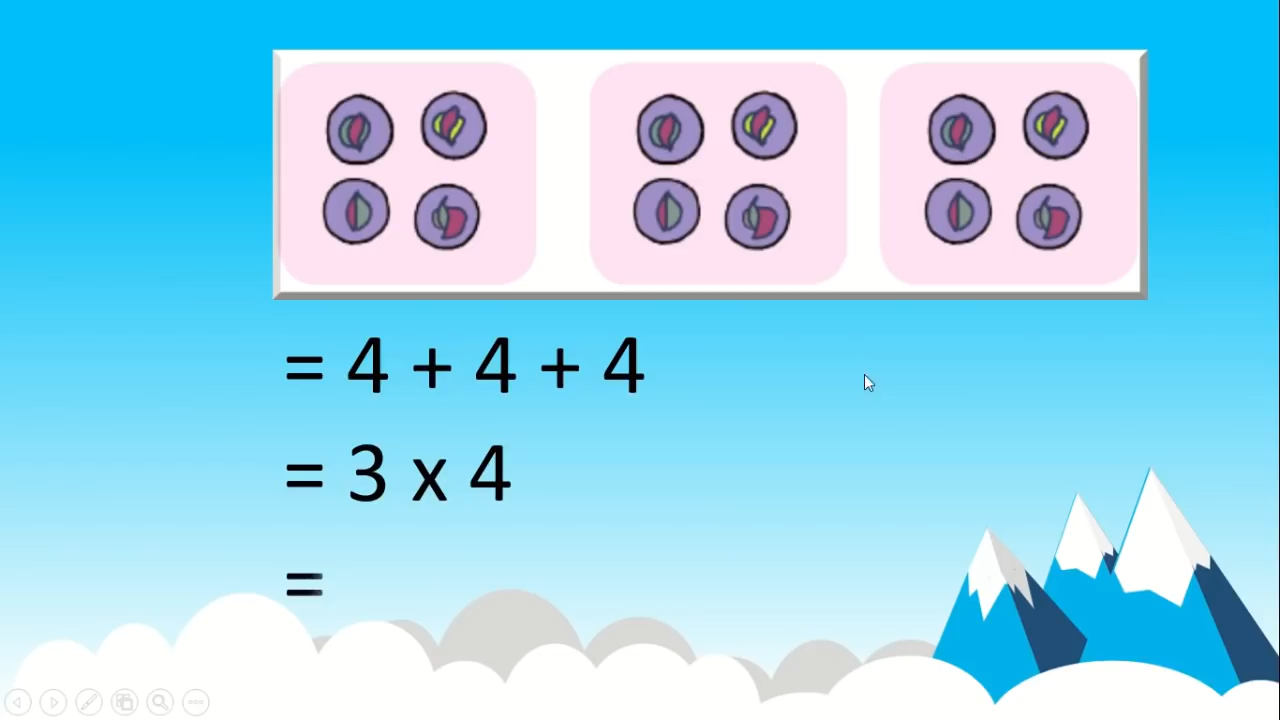 = 4 + 4 + 4
= 3 x 4
=